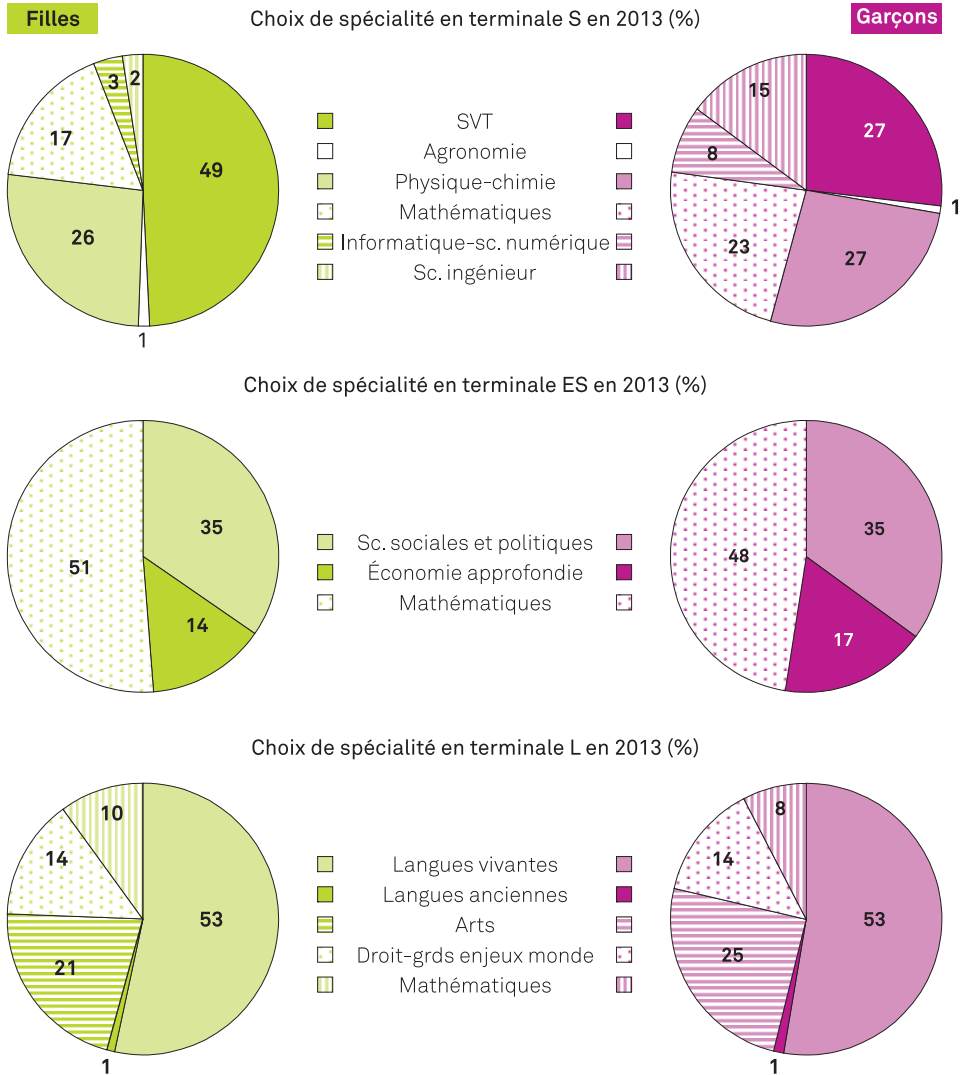 Filles
Choix de spécialité en terminale S en 2013 (%)
Garçons
3
2
17
49
26
1
SVT
Agronomie
Physique-chimie
Mathématiques
Informatique-sc. numérique
Sc. ingénieur
15
27
8
1
23
27
Choix de spécialité en terminale ES en 2013 (%)
35
51
14
Sc. sociales et politiques
Économie approfondie
Mathématiques
35
48
17
Choix de spécialité en terminale L en 2013 (%)
10
14
53
21
1
Langues vivantes
Langues anciennes
Arts
Droit-grds enjeux monde
Mathématiques
8
14
53
25
1